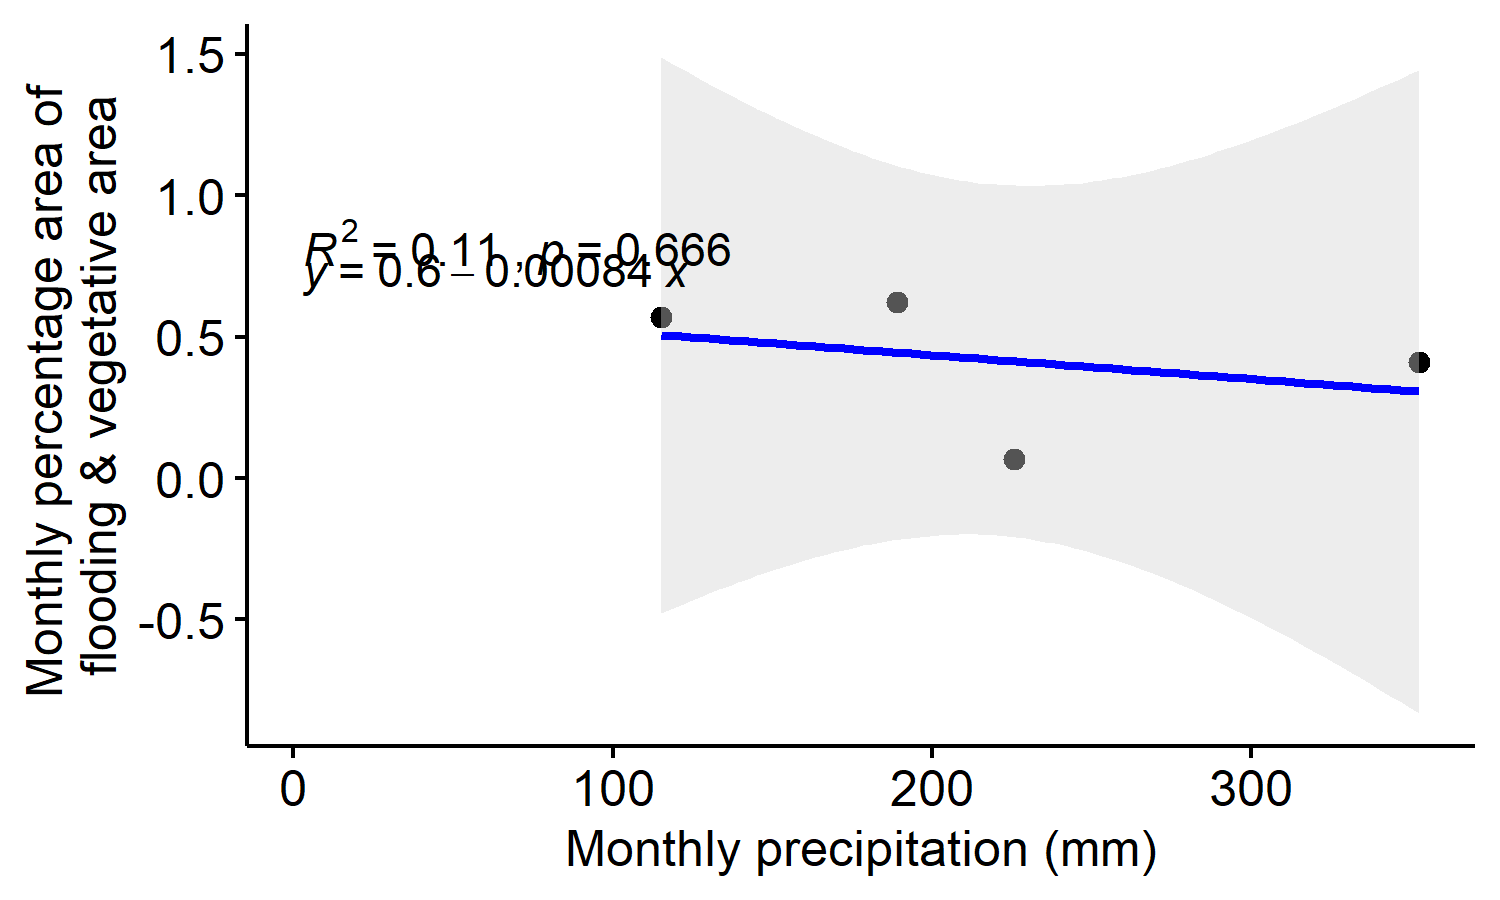 Monthly percentage area of
flooding & vegetative area
1.5
1.0
0.5
0.0
-0.5
R² = 0.11 , p = 0.666
y = 0.6 − 0.00084 x
0 100 200 300
Monthly precipitation (mm)